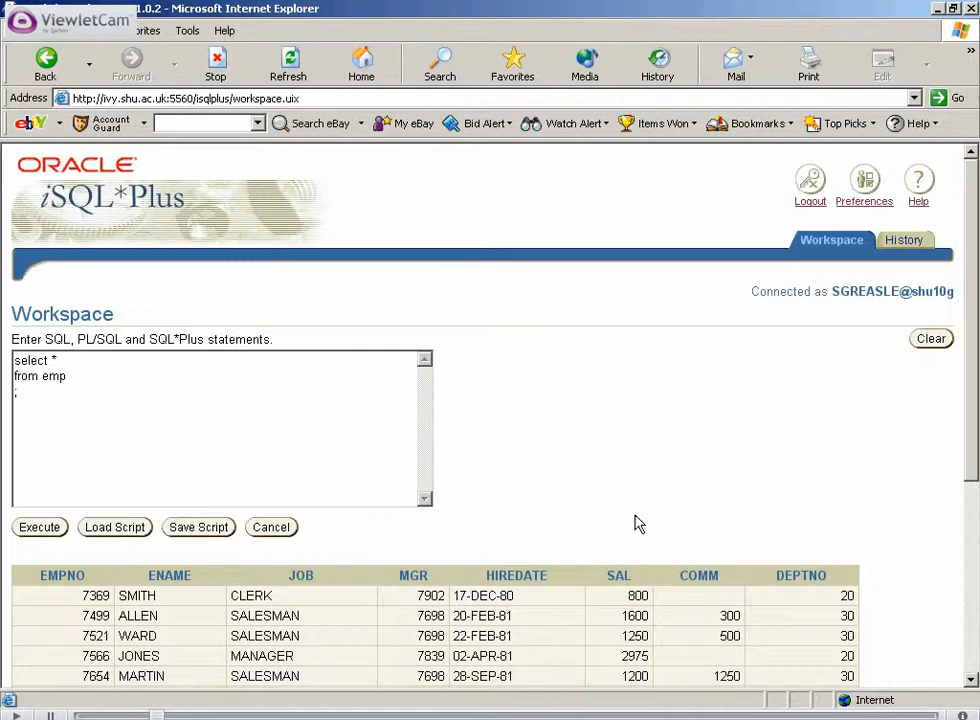 1.0.2 - Microsoft Internet Explorer
ViewletCam
Tools Help
Back Forward Stop Refresh Home Search Favorites Media History Mail Print Edit
Address http://ivy.shu.ac.uk:5560/isqlplus/workspace.uix Go
ebY Account Guard Search eBay My eBay Bid Alert Watch Alert Items Won Bookmarks Top Picks Help
ORACLE
iSQL*Plus
Logout Preferences Help
Workspace History
Connected as SGREASLE@shu10g
Workspace
Enter SQL, PL/SQL and SQL*Plus statements.
Clear
select *
from emp
;
Execute Load Script Save Script Cancel
EMPNO ENAME JOB MGR HIREDATE SAL COMM DEPTNO
7369 SMITH CLERK 7902 17-DEC-80 800 20
7499 ALLEN SALESMAN 7698 20-FEB-81 1600 300 30
7521 WARD SALESMAN 7698 22-FEB-81 1250 500 30
7566 JONES MANAGER 7839 02-APR-81 2975 20
7654 MARTIN SALESMAN 7698 28-SEP-81 1200 1250 30
Internet